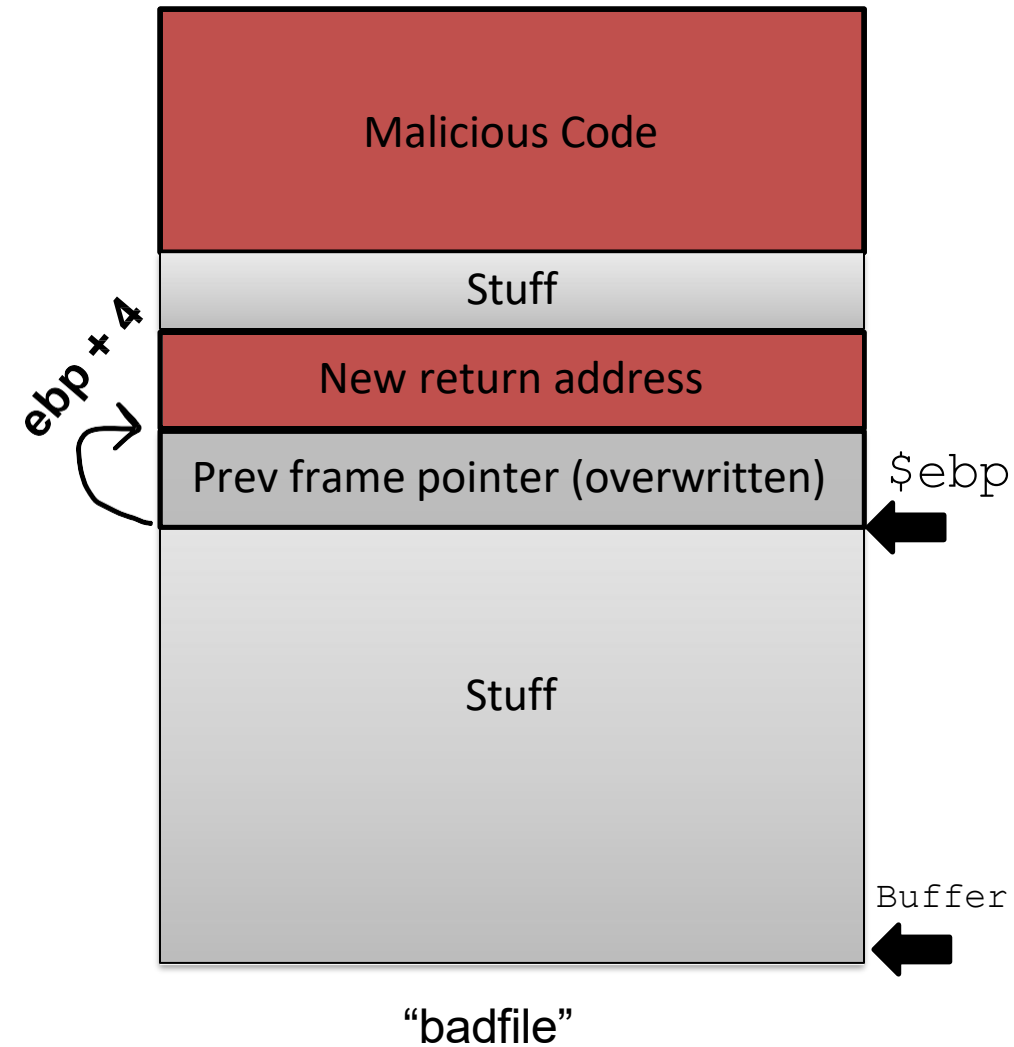 Malicious Code
Stuff
ebp + 4
New return address
Prev frame pointer (overwritten)
$ebp
Stuff
Buffer
“badfile”